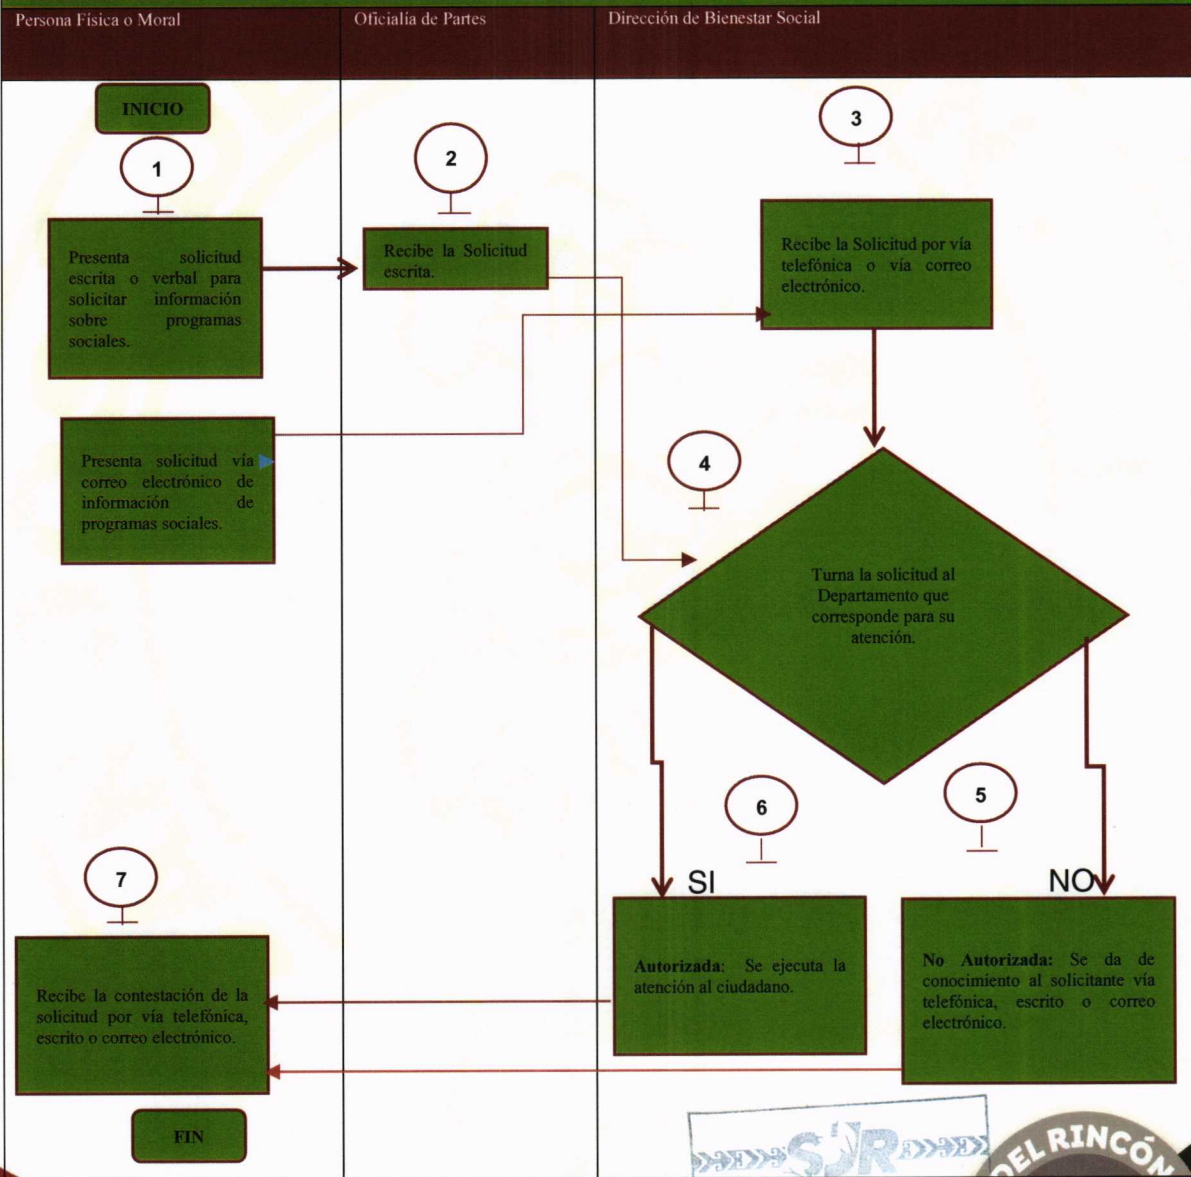 Persona Física o Moral
Oficialía de Partes
Dirección de Bienestar Social
INICIO
1
2
3
Presenta solicitud
escrita o verbal para
solicitar información
sobre programas
sociales.
Recibe la Solicitud
escrita.
Recibe la Solicitud por vía
telefónica o vía correo
electrónico.
Presenta solicitud vía
correo electrónico de
información de
programas sociales.
4
Turna la solicitud al
Departamento que
corresponde para su
atención.
6
5
SI
NO
7
Autorizada: Se ejecuta la
atención al ciudadano.
No Autorizada: Se da de
conocimiento al solicitante vía
telefónica, escrito o correo
electrónico.
Recibe la contestación de la
solicitud por vía telefónica,
escrito o correo electrónico.
FIN
SJR
DEL RINCÓN